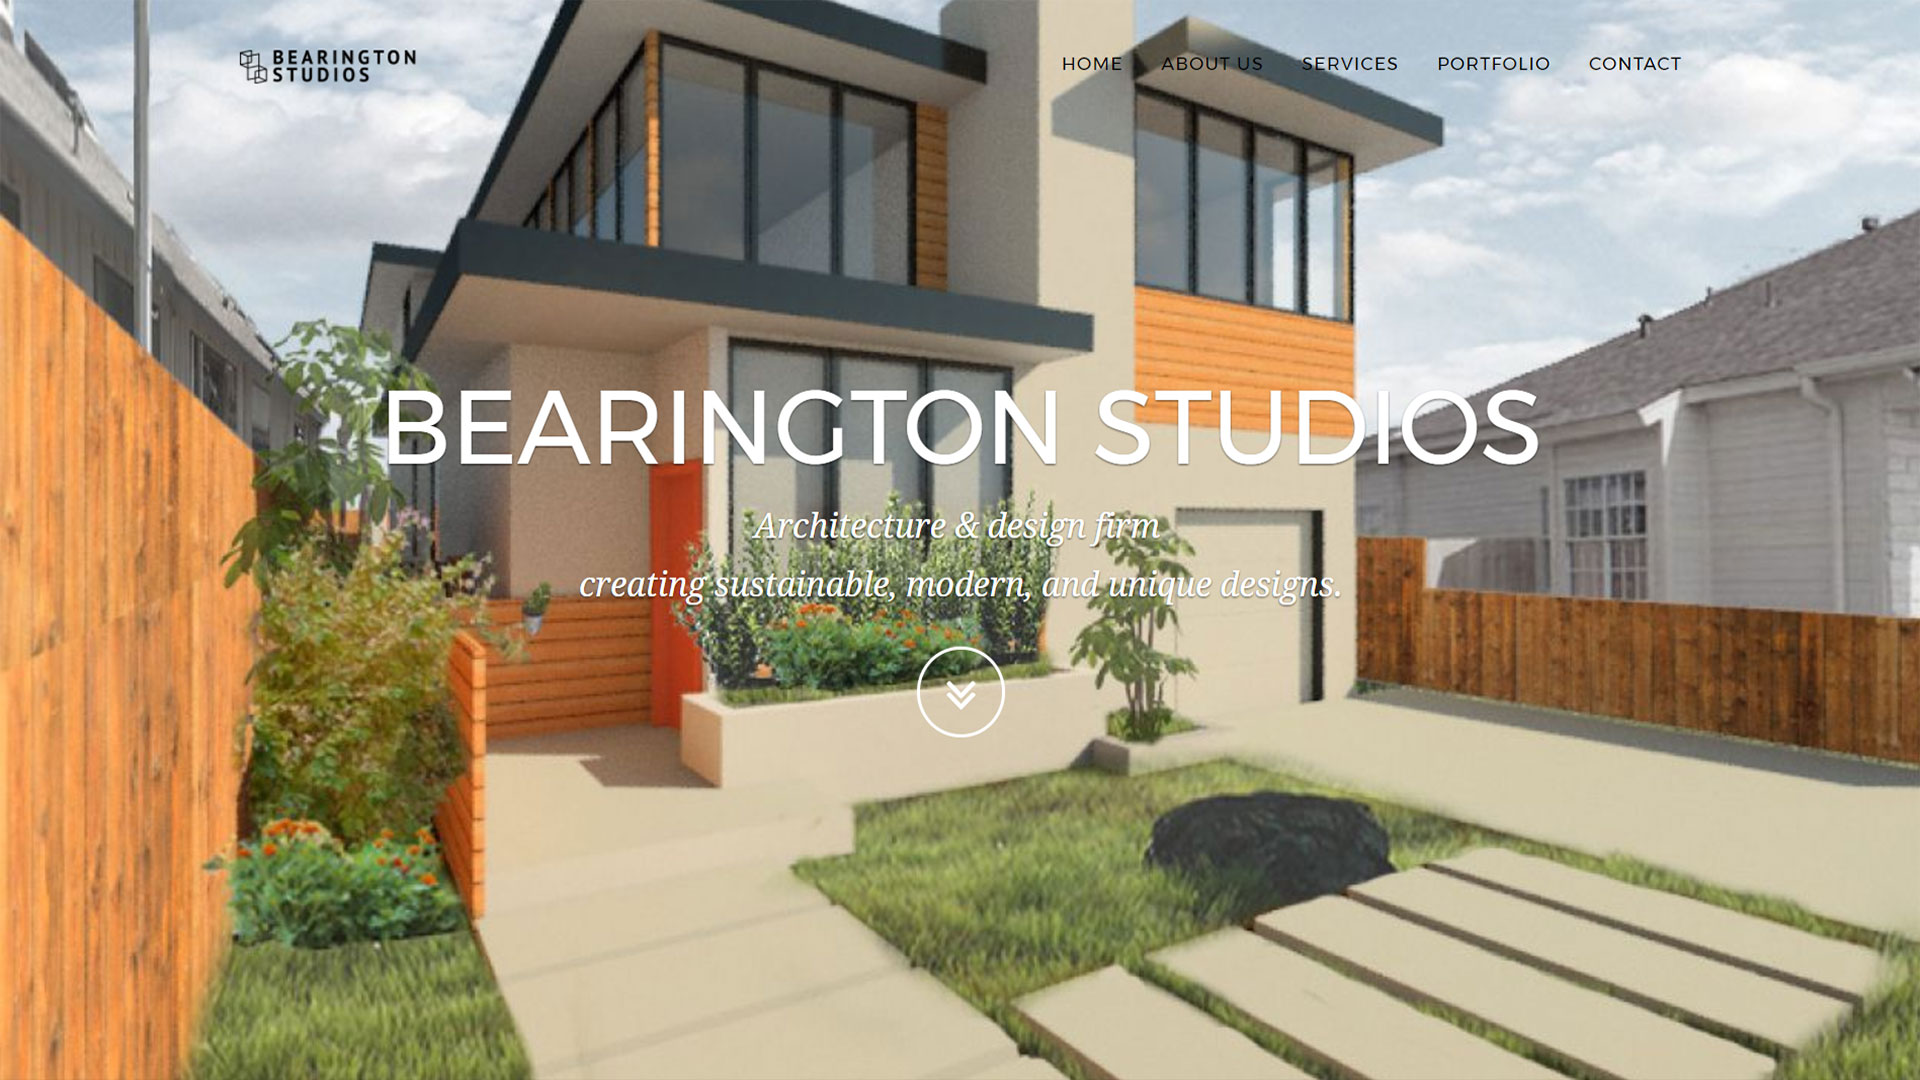 BEARINGTON
STUDIOS
HOME ABOUT US SERVICES PORTFOLIO CONTACT
BEARINGTON STUDIOS
Architecture & design firm
creating sustainable, modern, and unique designs.